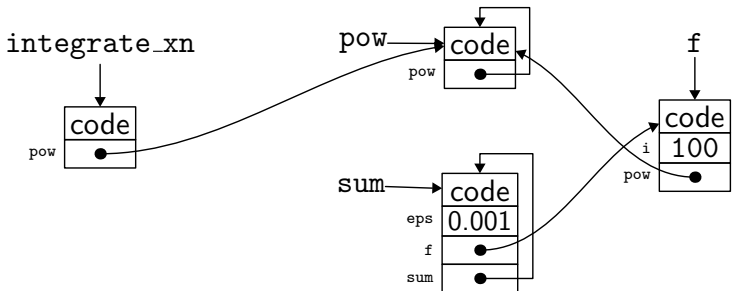 integrate_xn
code
pow
pow
code
pow
sum
code
eps 0.001
f
sum
f
code
i 100
pow